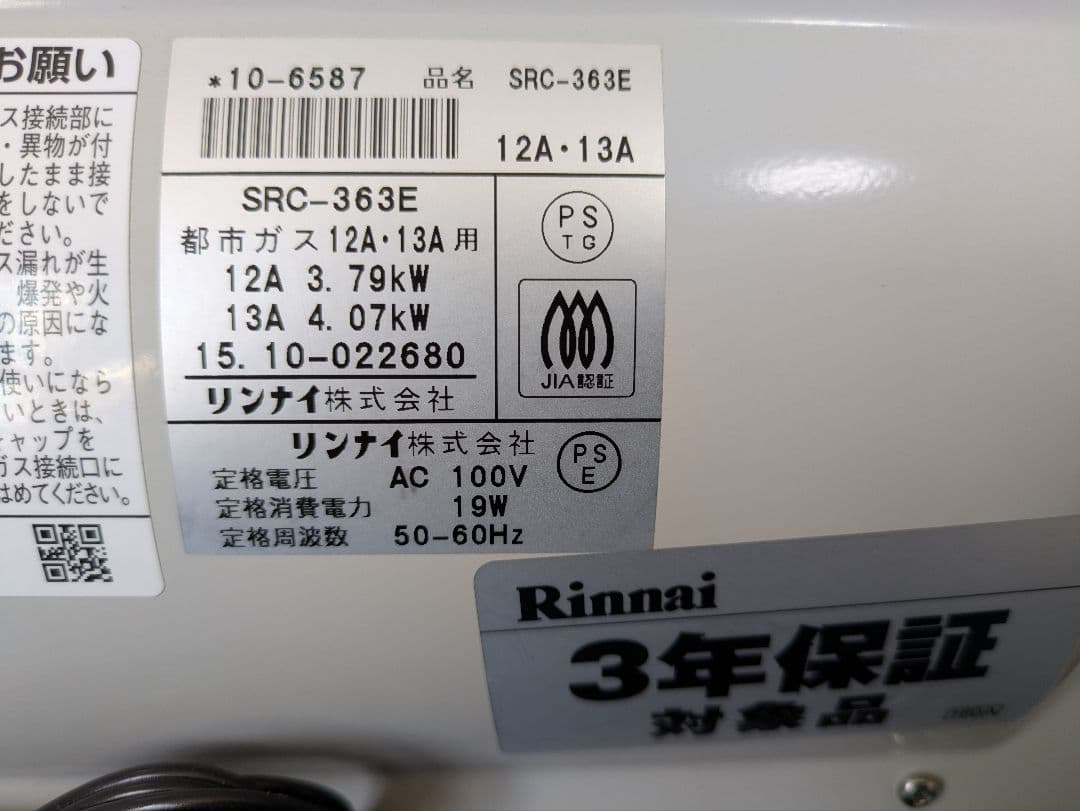 お願い
ス接続部に
・異物が付
したまま接
をしないで
ださい。
ス漏れが生
爆発や火
の原因にな
ます。
使いになら
いときは、
ャップを
ガス接続口に
はめてください。
*10-6587 品名 SRC-363E
12A・13A
SRC-363E
都市ガス12A・13A用
12A 3.79kW
13A 4.07kW
15.10-022680
リンナイ株式会社
PS
TG
JIA認証
リンナイ株式会社
定格電圧 AC 100V
定格消費電力 19W
定格周波数 50-60Hz
PS
E
Rinnai
3年保証
対象品